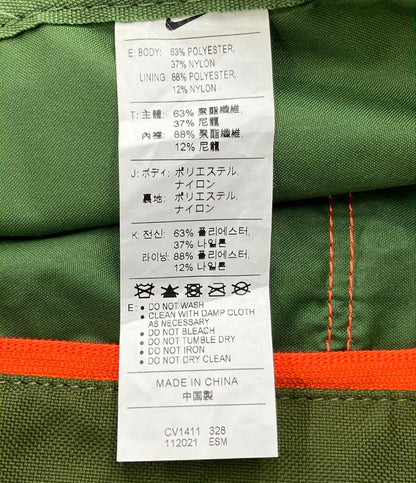 E: BODY: 63% POLYESTER,
37% NYLON
LINING: 88% POLYESTER,
12% NYLON
T: 主體: 63% 聚酯纖維,
37% 尼龍
內裡: 88% 聚酯纖維,
12% 尼龍
J: ボディ: ポリエステル,
ナイロン
裏地: ポリエステル,
ナイロン
K: 전신: 63% 폴리에스터,
37% 나일론
라이닝: 88% 폴리에스터,
12% 나일론
E: • DO NOT WASH
• CLEAN WITH DAMP CLOTH
AS NECESSARY
• DO NOT BLEACH
• DO NOT TUMBLE DRY
• DO NOT IRON
• DO NOT DRY CLEAN
MADE IN CHINA
中国製
CV1411 328
112021 ESM